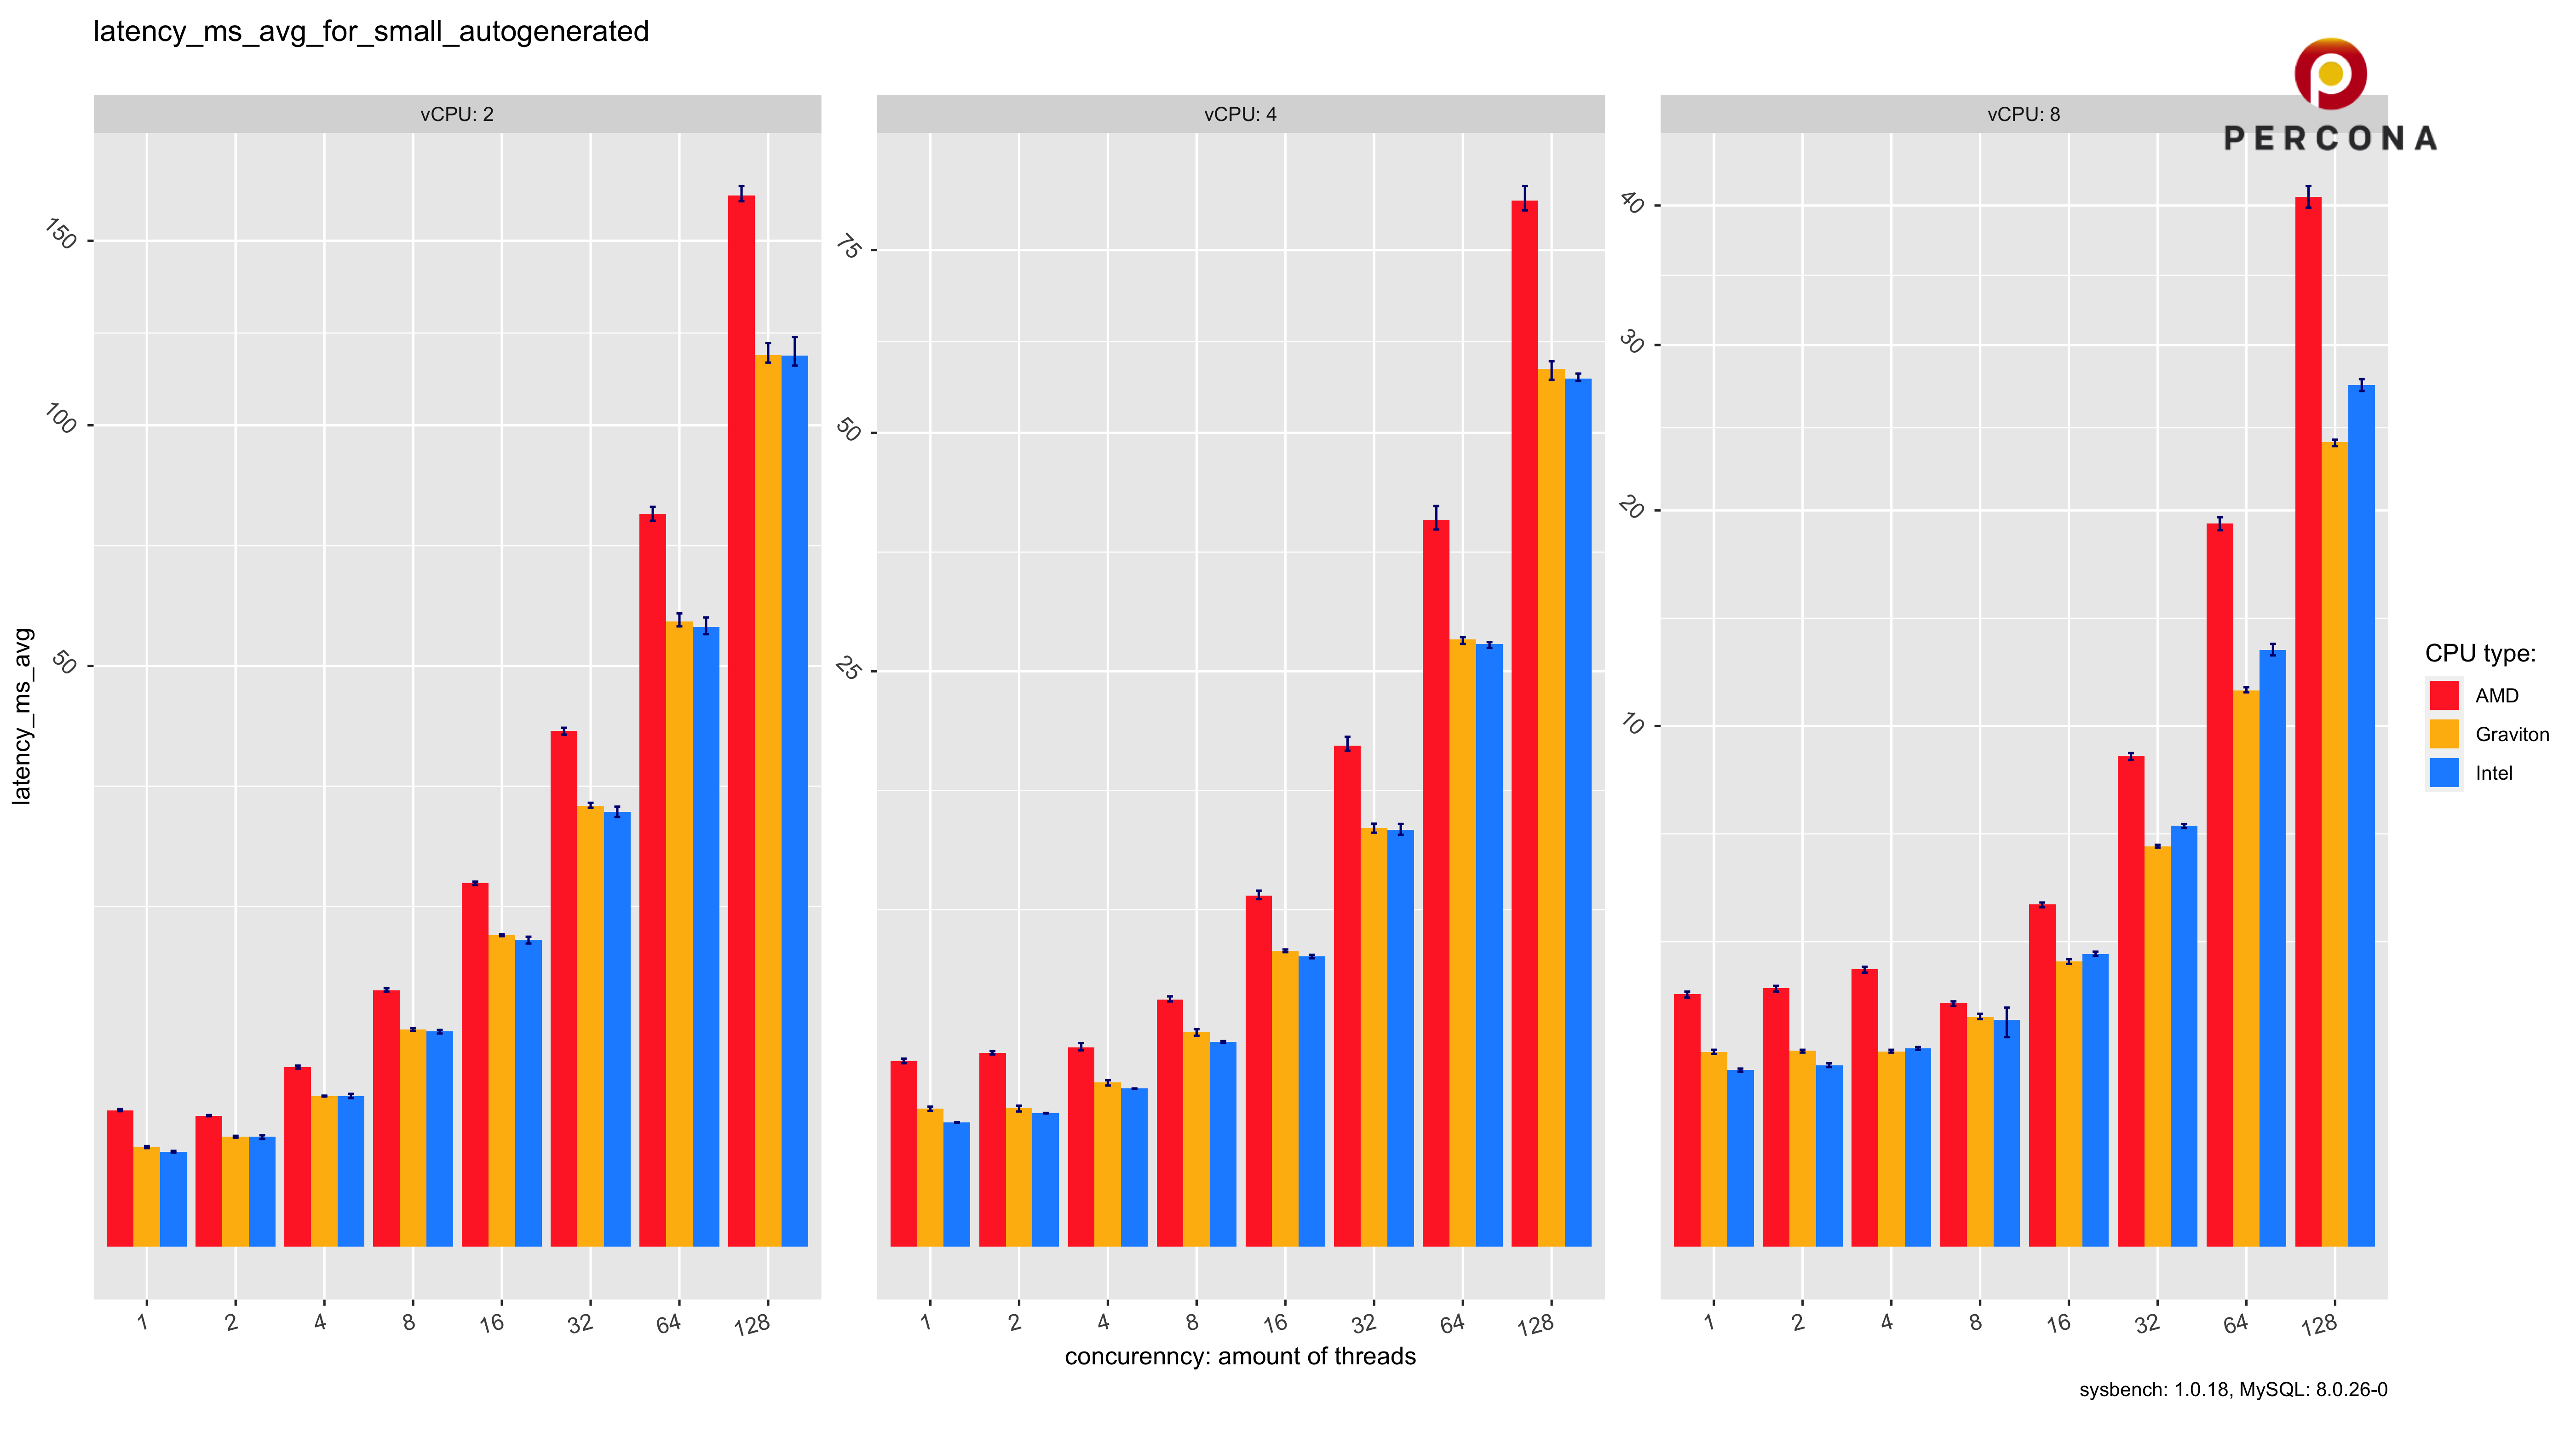 latency_ms_avg_for_small_autogenerated
PERCONA
vCPU: 2
vCPU: 4
vCPU: 8
latency_ms_avg
150
100
50
75
50
25
40
30
20
10
1 2 4 8 16 32 64 128
1 2 4 8 16 32 64 128
1 2 4 8 16 32 64 128
concurenncy: amount of threads
CPU type:
AMD
Graviton
Intel
sysbench: 1.0.18, MySQL: 8.0.26-0